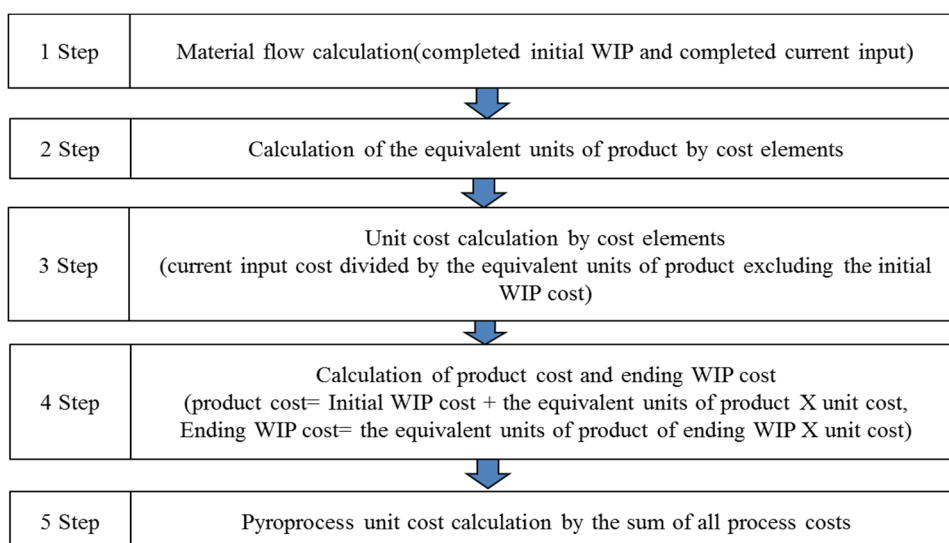 1 Step
Material flow calculation(completed initial WIP and completed current input)
2 Step
Calculation of the equivalent units of product by cost elements
3 Step
Unit cost calculation by cost elements
(current input cost divided by the equivalent units of product excluding the initial
WIP cost)
4 Step
Calculation of product cost and ending WIP cost
(product cost= Initial WIP cost + the equivalent units of product X unit cost,
Ending WIP cost= the equivalent units of product of ending WIP X unit cost)
5 Step
Pyroprocess unit cost calculation by the sum of all process costs